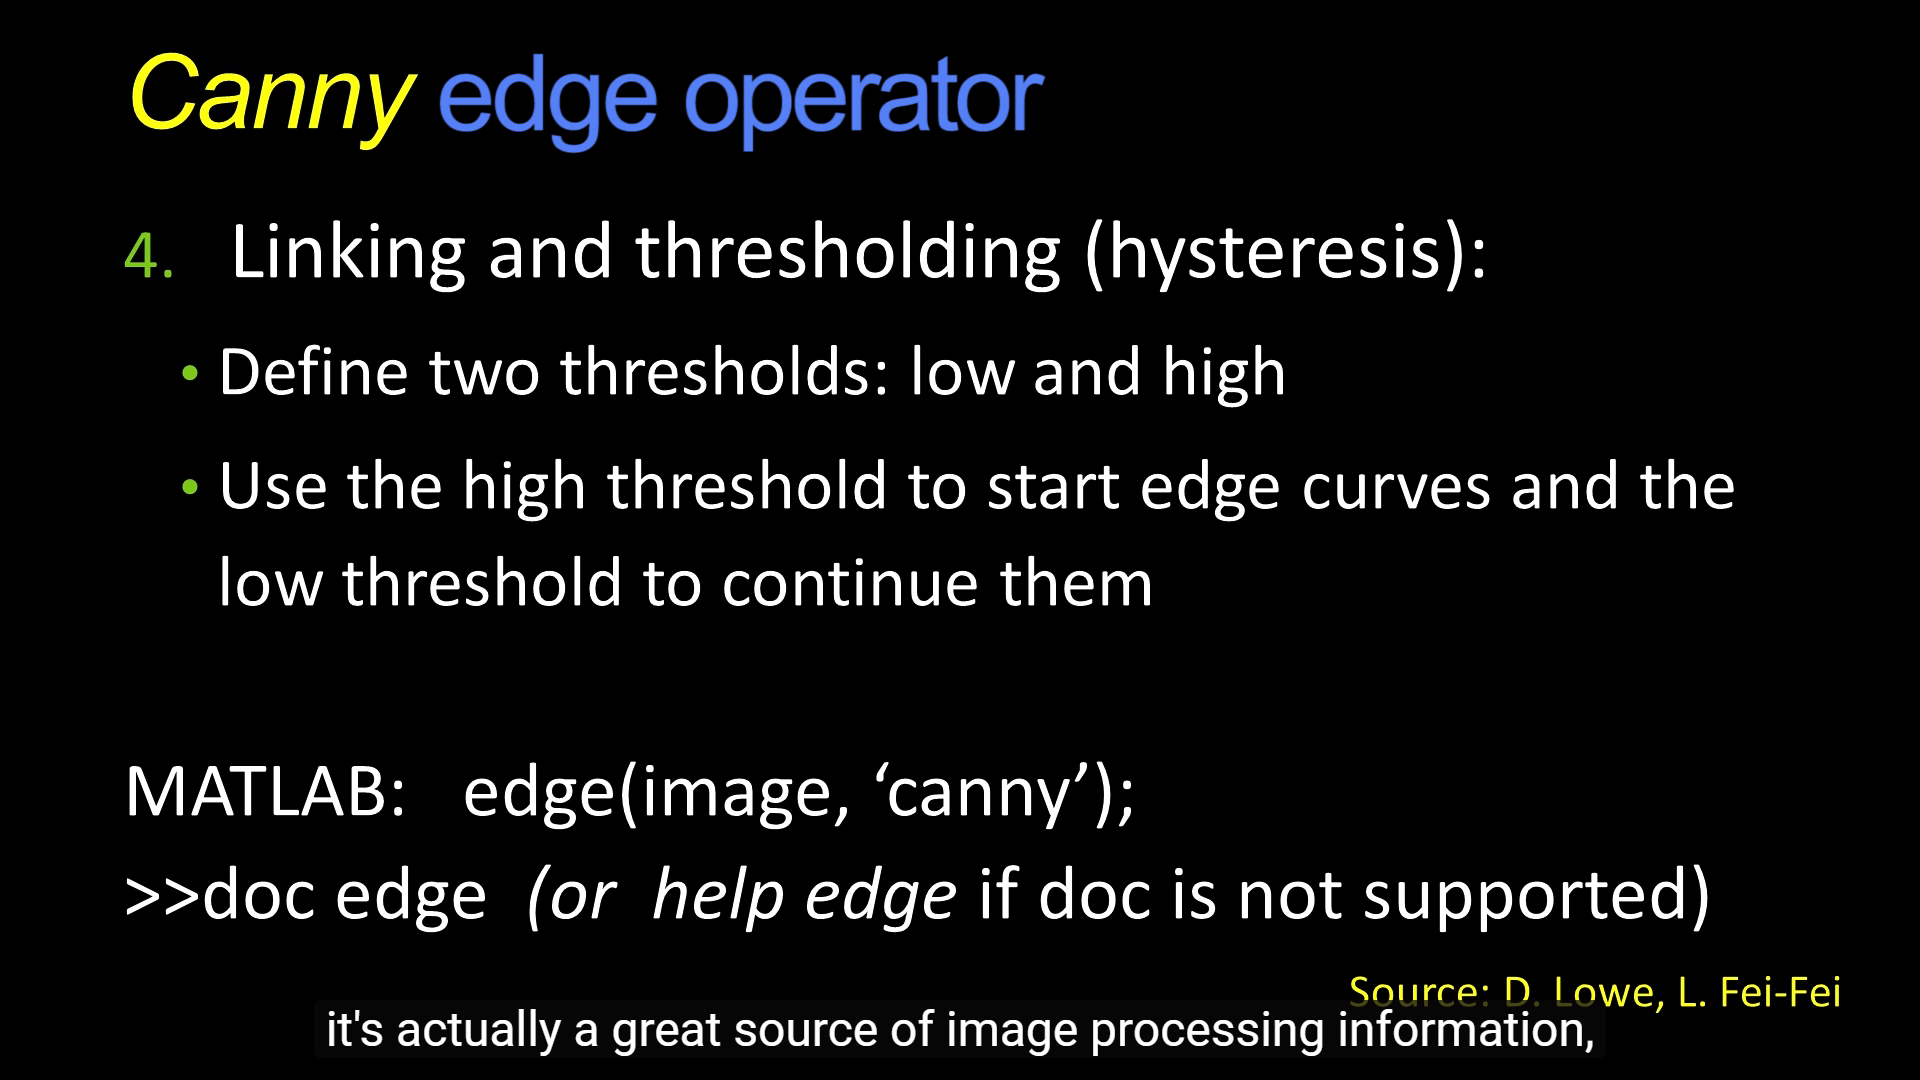 Canny edge operator
4. Linking and thresholding (hysteresis):
• Define two thresholds: low and high
• Use the high threshold to start edge curves and the
low threshold to continue them
MATLAB: edge(image, ‘canny’);
>>doc edge (or help edge if doc is not supported)
Source: D. Lowe, L. Fei-Fei
it's actually a great source of image processing information,